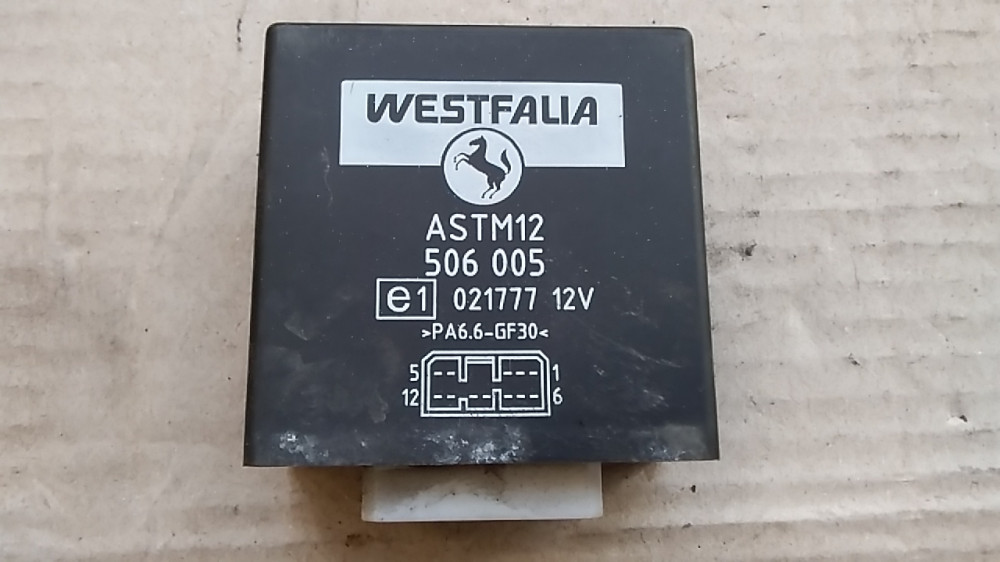 WESTFALIA
ASTM12
506 005
e1 021777 12V
>PA6.6-GF30<
5 1
12 6